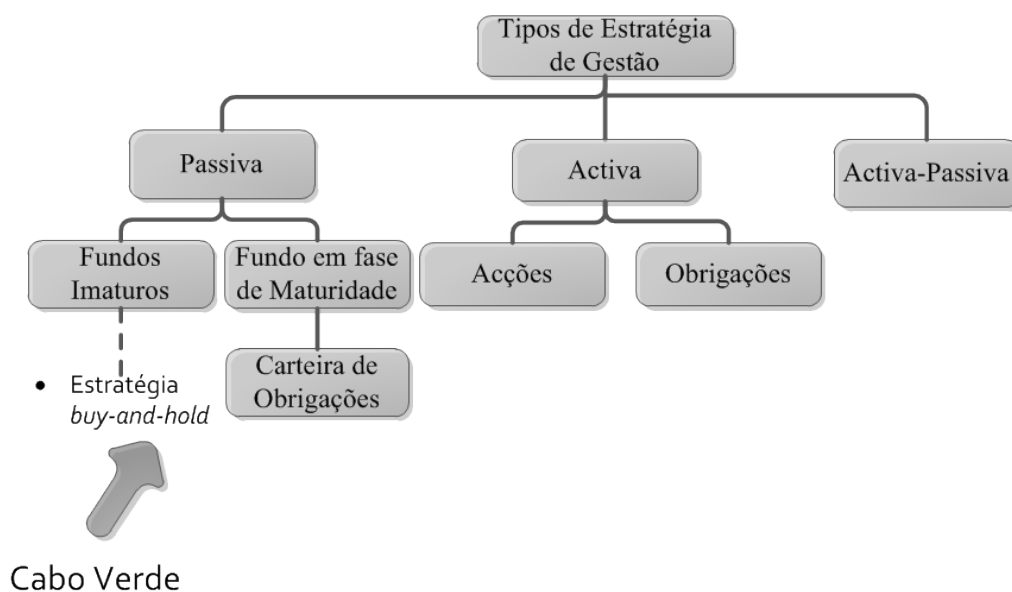 Tipos de Estratégia
de Gestão
Passiva
Activa
Activa-Passiva
Fundos
Imaturos
Fundo em fase
de Maturidade
Acções
Obrigações
Carteira de
Obrigações
• Estratégia
buy-and-hold
Cabo Verde